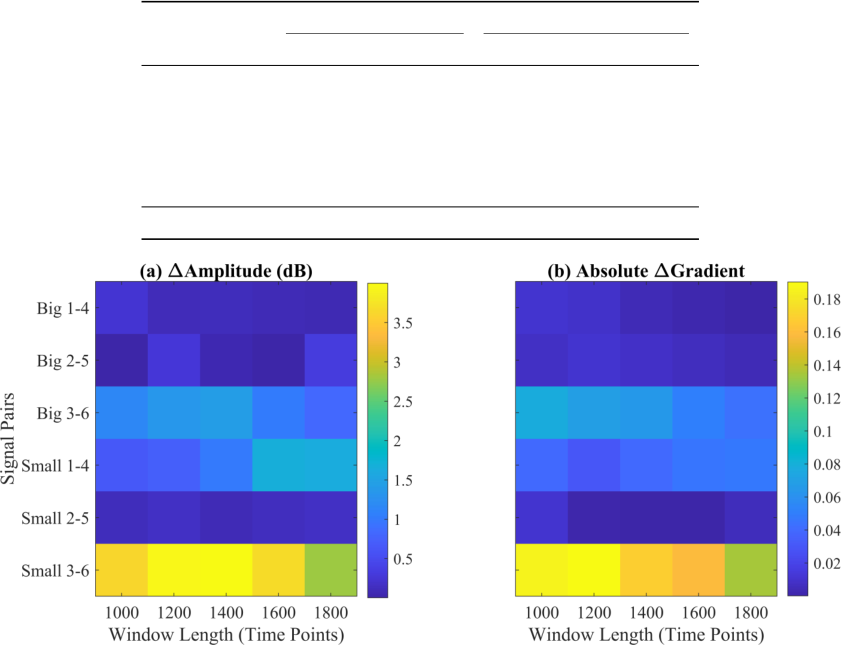 (a) △Amplitude (dB)
Signal Pairs
Big 1-4
Big 2-5
Big 3-6
Small 1-4
Small 2-5
Small 3-6
1000 1200 1400 1600 1800
Window Length (Time Points)
3.5
3
2.5
2
1.5
1
0.5
(b) Absolute △Gradient
1000 1200 1400 1600 1800
Window Length (Time Points)
0.18
0.16
0.14
0.12
0.1
0.08
0.06
0.04
0.02